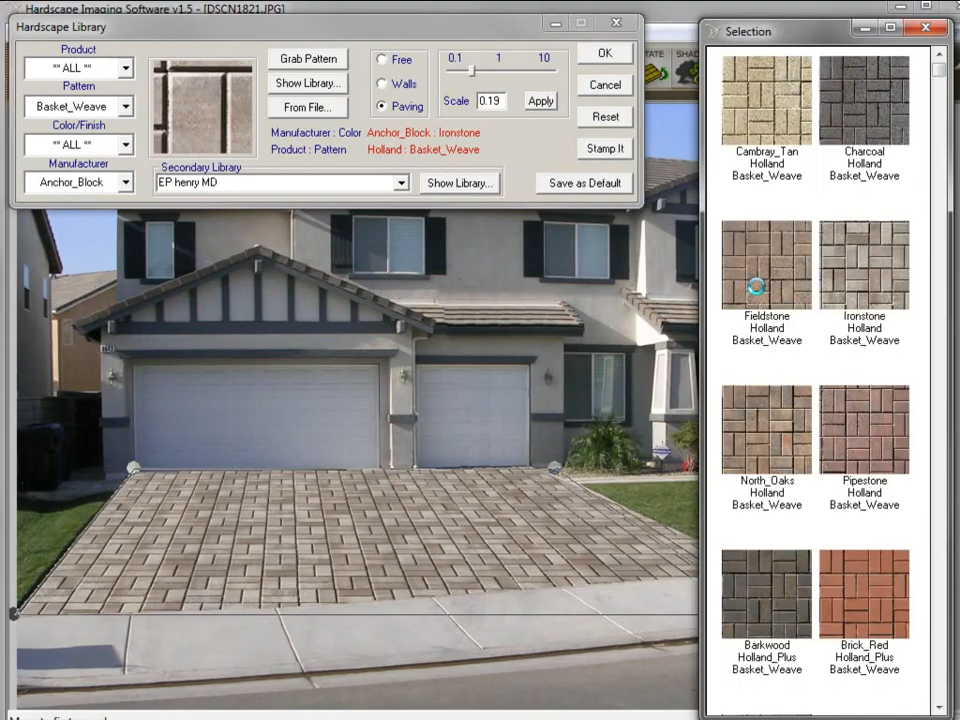 Hardscape Imaging Software v1.5 - [DSCN1821.JPG]
Hardscape Library
Product
** ALL **
Pattern
Basket_Weave
Color/Finish
** ALL **
Manufacturer
Anchor_Block
Grab Pattern
Show Library...
From File...
Free
Walls
Paving
0.1 1 10
Scale 0.19 Apply
OK
Cancel
Reset
Stamp It
Manufacturer : Color Anchor_Block : Ironstone
Product : Pattern Holland : Basket_Weave
Secondary Library
EP henry MD
Show Library...
Save as Default
Selection
Cambray_Tan
Holland
Basket_Weave
Charcoal
Holland
Basket_Weave
Fieldstone
Holland
Basket_Weave
Ironstone
Holland
Basket_Weave
North_Oaks
Holland
Basket_Weave
Pipestone
Holland
Basket_Weave
Barkwood
Holland_Plus
Basket_Weave
Brick_Red
Holland_Plus
Basket_Weave